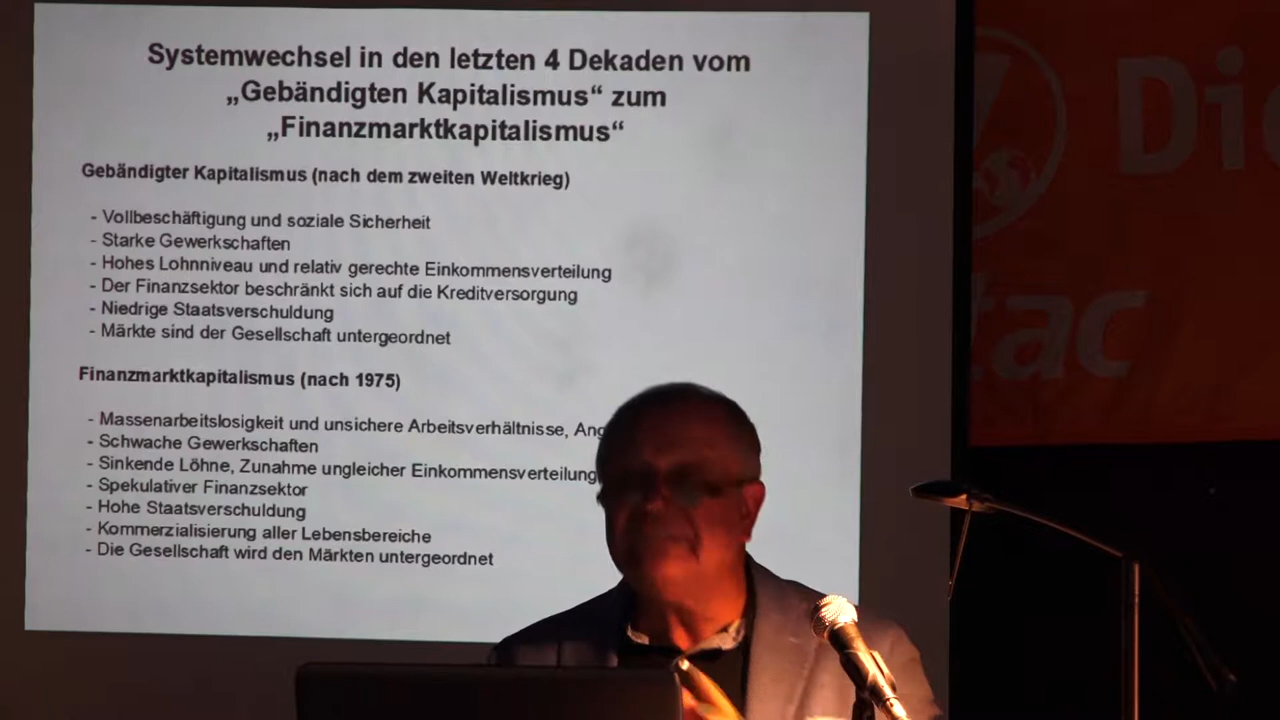 Systemwechsel in den letzten 4 Dekaden vom
„Gebändigten Kapitalismus“ zum
„Finanzmarktkapitalismus“
Gebändigter Kapitalismus (nach dem zweiten Weltkrieg)
- Vollbeschäftigung und soziale Sicherheit
- Starke Gewerkschaften
- Hohes Lohnniveau und relativ gerechte Einkommensverteilung
- Der Finanzsektor beschränkt sich auf die Kreditversorgung
- Niedrige Staatsverschuldung
- Märkte sind der Gesellschaft untergeordnet
Finanzmarktkapitalismus (nach 1975)
- Massenarbeitslosigkeit und unsichere Arbeitsverhältnisse,
- Schwache Gewerkschaften
- Sinkende Löhne, Zunahme ungleicher Einkommensverteilung
- Spekulativer Finanzsektor
- Hohe Staatsverschuldung
- Kommerzialisierung aller Lebensbereiche
- Die Gesellschaft wird den Märkten untergeordnet